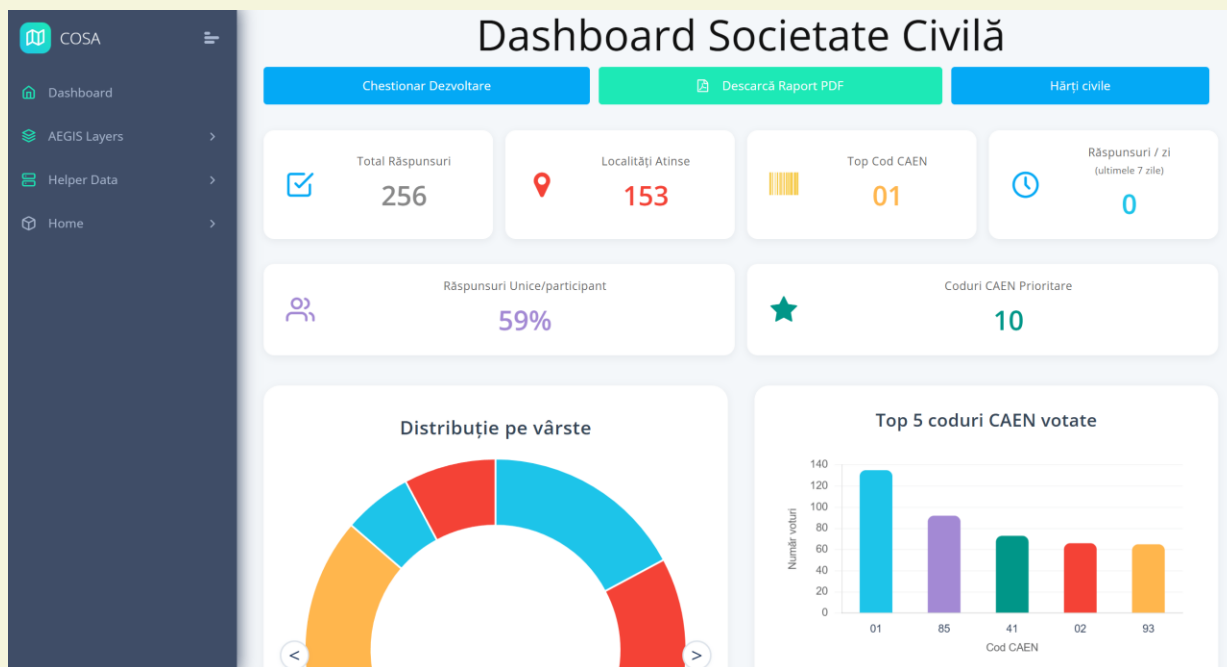 COSA
Dashboard
AEGIS Layers
Helper Data
Home
Dashboard Societate Civilă
Chestionar Dezvoltare
Descarcă Raport PDF
Hărți civile
Total Răspunsuri
256
Localități Atinse
153
Top Cod CAEN
01
Răspunsuri / zi
(ultimele 7 zile)
0
Răspunsuri Unice/participant
59%
Coduri CAEN Prioritare
10
Distribuție pe vârste
<
>
Top 5 coduri CAEN votate
Număr voturi
140
120
100
80
60
40
20
0
01 85 41 02 93
Cod CAEN